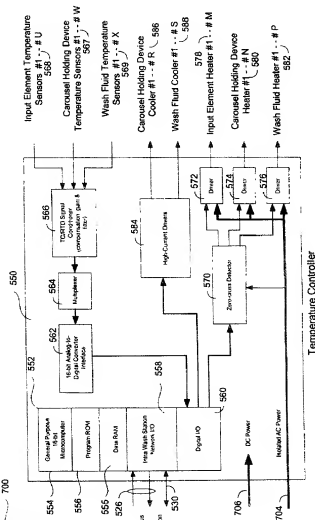 Input Element Temperature
Sensors #1 - - # U
568
Carousel Holding Device
Temperature Sensors #1 - - # W
567
Wash Fluid Temperature
Sensors #1 - - # X
569
Carousel Holding Device
Cooler #1 - - # R
586
Wash Fluid Cooler #1 - - # S
588
578
Input Element Heater #1 - - # M
Carousel Holding Device
Heater #1 - - # N
580
Wash Fluid Heater #1 - - # P
582
566
TD/RTD Signal
Conditioner
(compensation, gain &
filter)
564
Multiplexer
562
16-bit Analog-to-
Digital Converter
Interface
550
584
High-Current Drivers
572
Driver
574
Driver
576
Driver
570
Zero-cross Detector
552
General Purpose
16-bit
Microcomputer
554
Program ROM
556
Data RAM
555
Intra Wash Station
Network I/O
558
Digital I/O
560
526
530
700
706
DC Power
704
Isolated AC Power
Temperature Controller